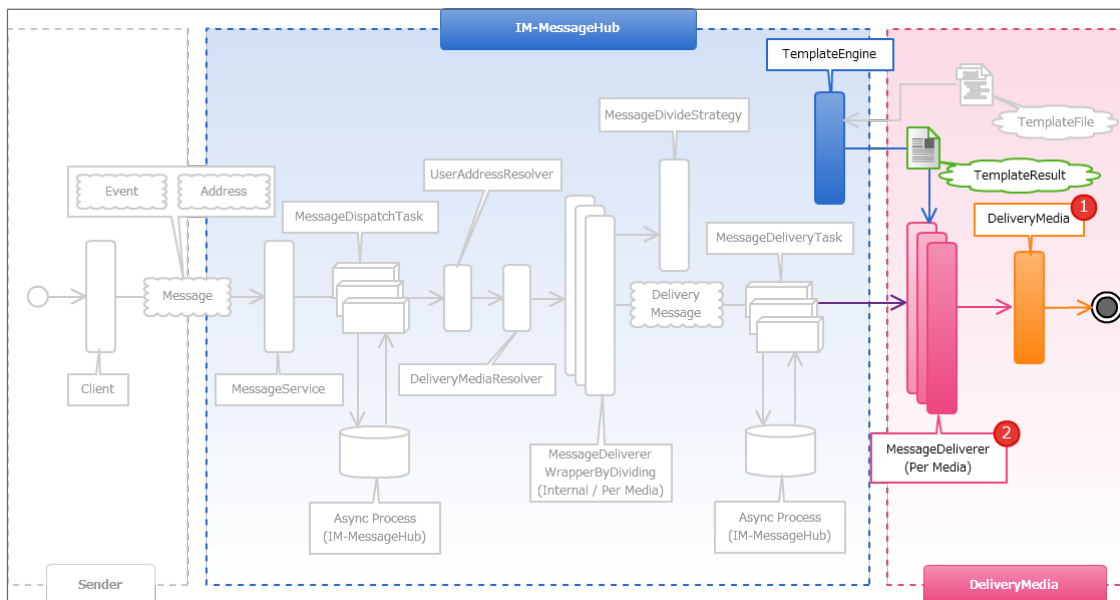 IM-MessageHub
TemplateEngine
TemplateFile
MessageDivideStrategy
TemplateResult
Event
Address
UserAddressResolver
MessageDispatchTask
DeliveryMedia
1
MessageDeliveryTask
Message
Delivery
Message
Client
MessageService
DeliveryMediaResolver
MessageDeliverer
WrapperByDividing
(Internal / Per Media)
MessageDeliverer
(Per Media)
2
Async Process
(IM-MessageHub)
Async Process
(IM-MessageHub)
Sender
DeliveryMedia